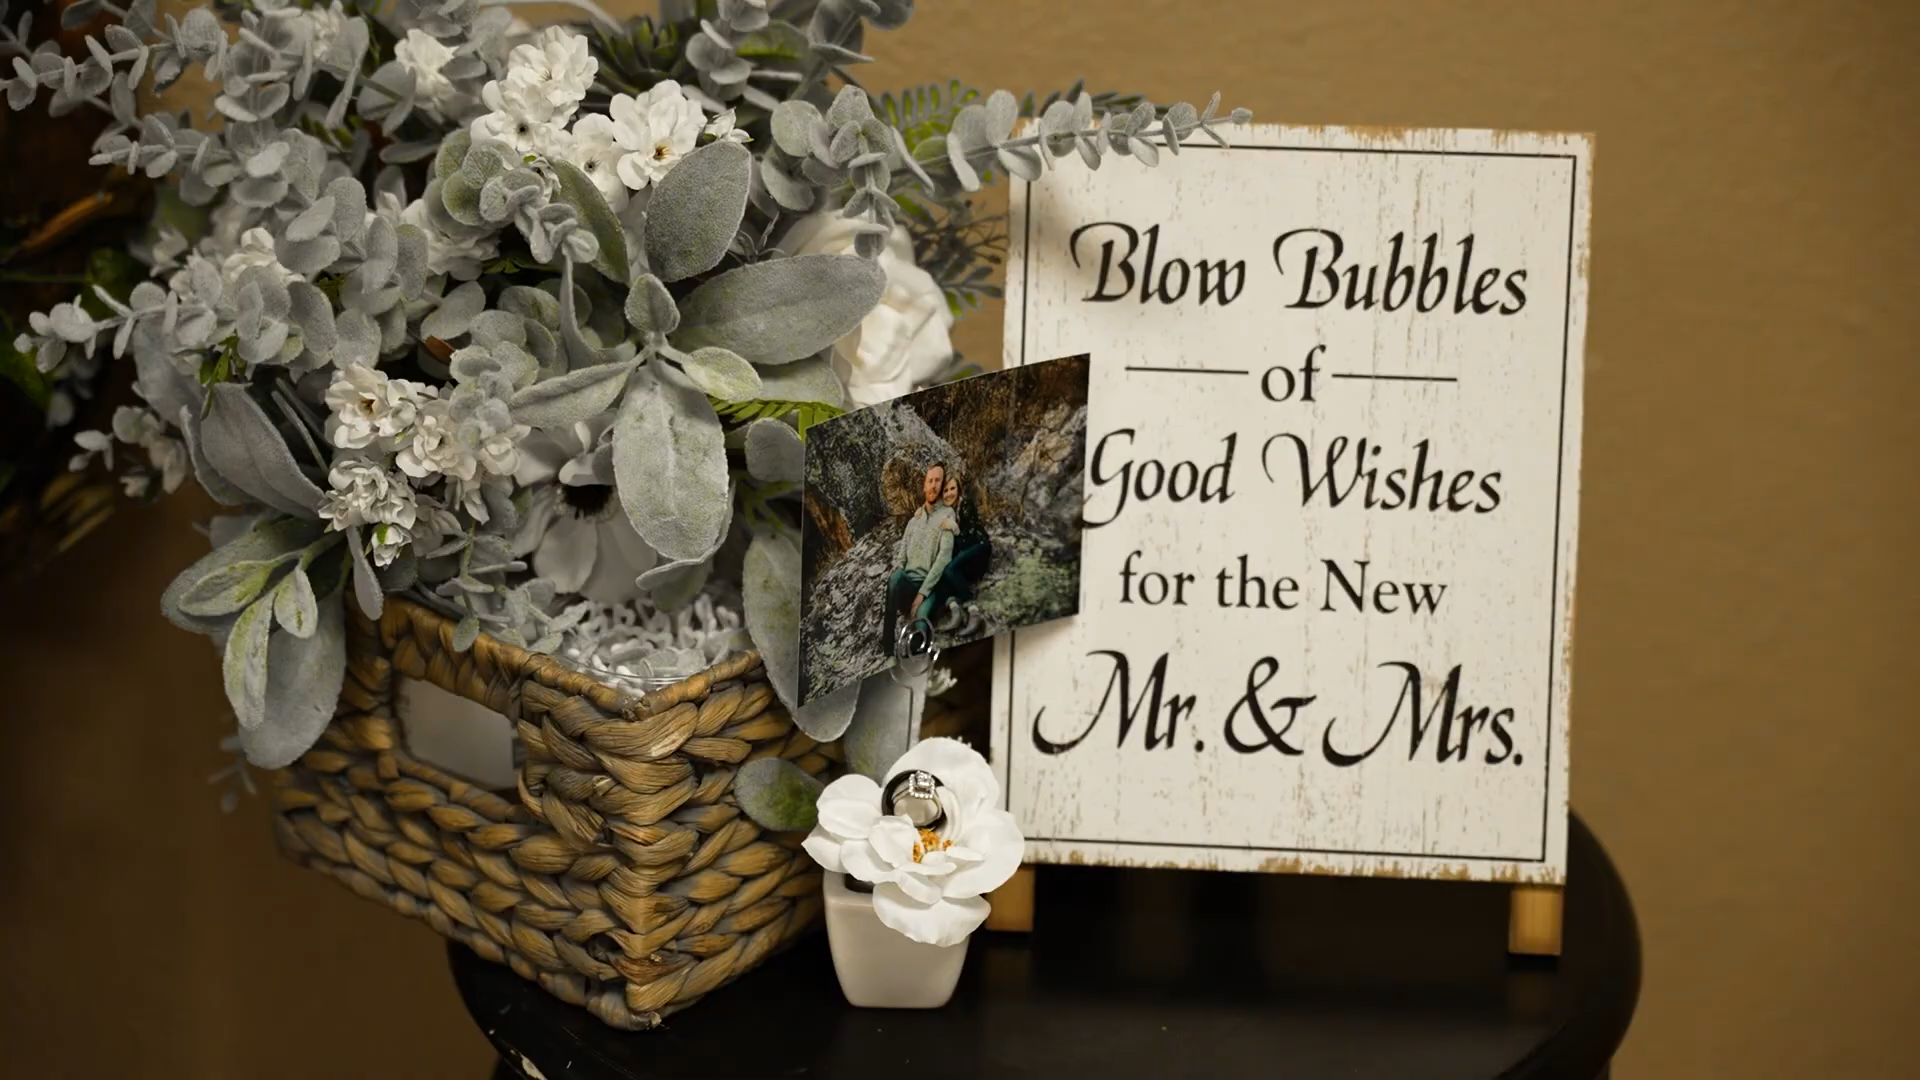 Blow Bubbles
of
Good Wishes
for the New
Mr. & Mrs.